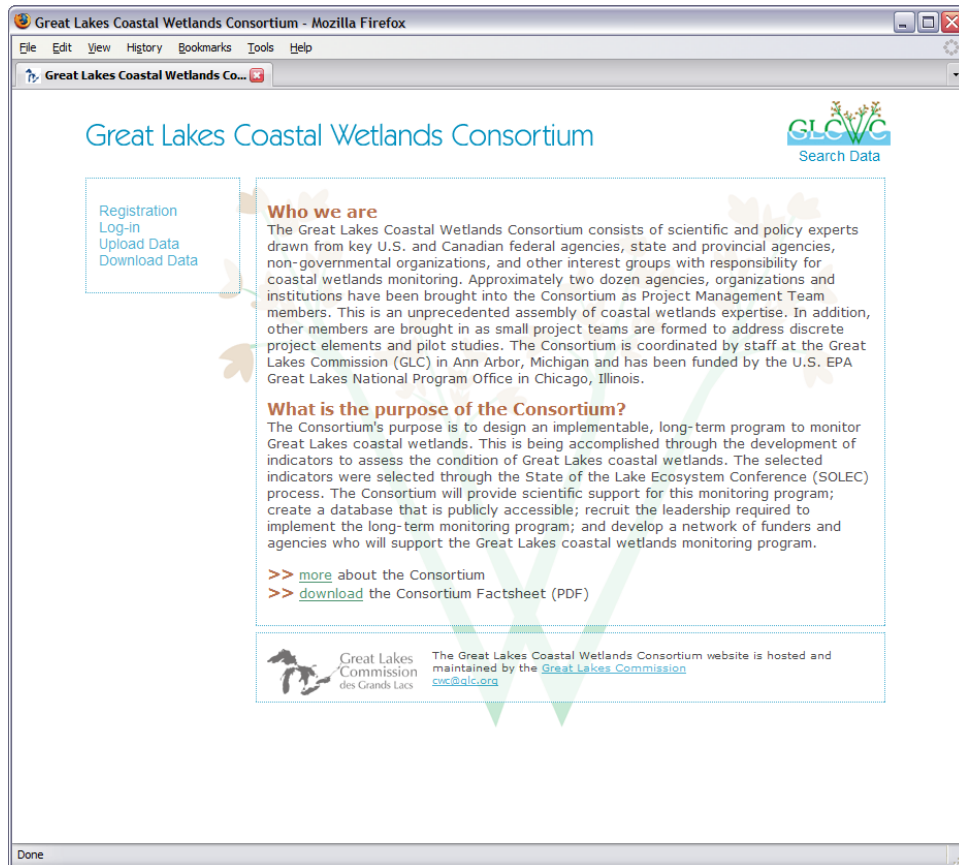 Great Lakes Coastal Wetlands Consortium - Mozilla Firefox
File Edit View History Bookmarks Tools Help
Great Lakes Coastal Wetlands Co...
Great Lakes Coastal Wetlands Consortium
GLCWC
Search Data
Registration
Log-in
Upload Data
Download Data
Who we are
The Great Lakes Coastal Wetlands Consortium consists of scientific and policy experts
drawn from key U.S. and Canadian federal agencies, state and provincial agencies,
non-governmental organizations, and other interest groups with responsibility for
coastal wetlands monitoring. Approximately two dozen agencies, organizations and
institutions have been brought into the Consortium as Project Management Team
members. This is an unprecedented assembly of coastal wetlands expertise. In addition,
other members are brought in as small project teams are formed to address discrete
project elements and pilot studies. The Consortium is coordinated by staff at the Great
Lakes Commission (GLC) in Ann Arbor, Michigan and has been funded by the U.S. EPA
Great Lakes National Program Office in Chicago, Illinois.
What is the purpose of the Consortium?
The Consortium's purpose is to design an implementable, long-term program to monitor
Great Lakes coastal wetlands. This is being accomplished through the development of
indicators to assess the condition of Great Lakes coastal wetlands. The selected
indicators were selected through the State of the Lake Ecosystem Conference (SOLEC)
process. The Consortium will provide scientific support for this monitoring program;
create a database that is publicly accessible; recruit the leadership required to
implement the long-term monitoring program; and develop a network of funders and
agencies who will support the Great Lakes coastal wetlands monitoring program.
>> more about the Consortium
>> download the Consortium Factsheet (PDF)
Great Lakes
Commission
des Grands Lacs
The Great Lakes Coastal Wetlands Consortium website is hosted and
maintained by the Great Lakes Commission
cwc@glc.org
Done